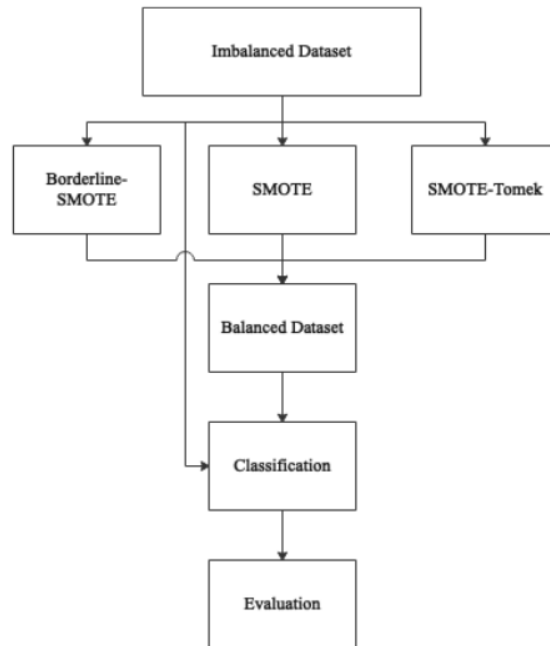 Imbalanced Dataset
Borderline-
SMOTE
SMOTE
SMOTE-Tomek
Balanced Dataset
Classification
Evaluation